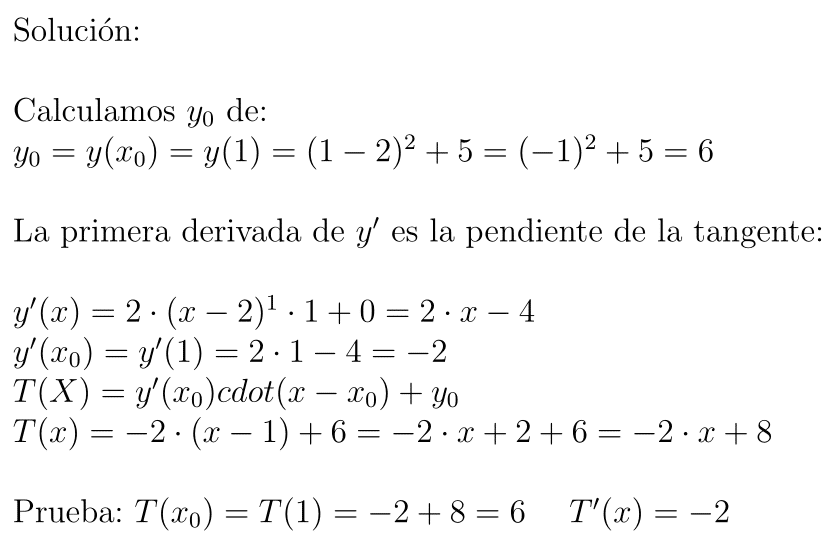 Solución:
Calculamos y₀ de:
y₀ = y(x₀) = y(1) = (1 − 2)² + 5 = (−1)² + 5 = 6
La primera derivada de y′ es la pendiente de la tangente:
y′(x) = 2 · (x − 2)¹ · 1 + 0 = 2 · x − 4
y′(x₀) = y′(1) = 2 · 1 − 4 = −2
T(X) = y′(x₀)cdot(x − x₀) + y₀
T(x) = −2 · (x − 1) + 6 = −2 · x + 2 + 6 = −2 · x + 8
Prueba: T(x₀) = T(1) = −2 + 8 = 6 T′(x) = −2